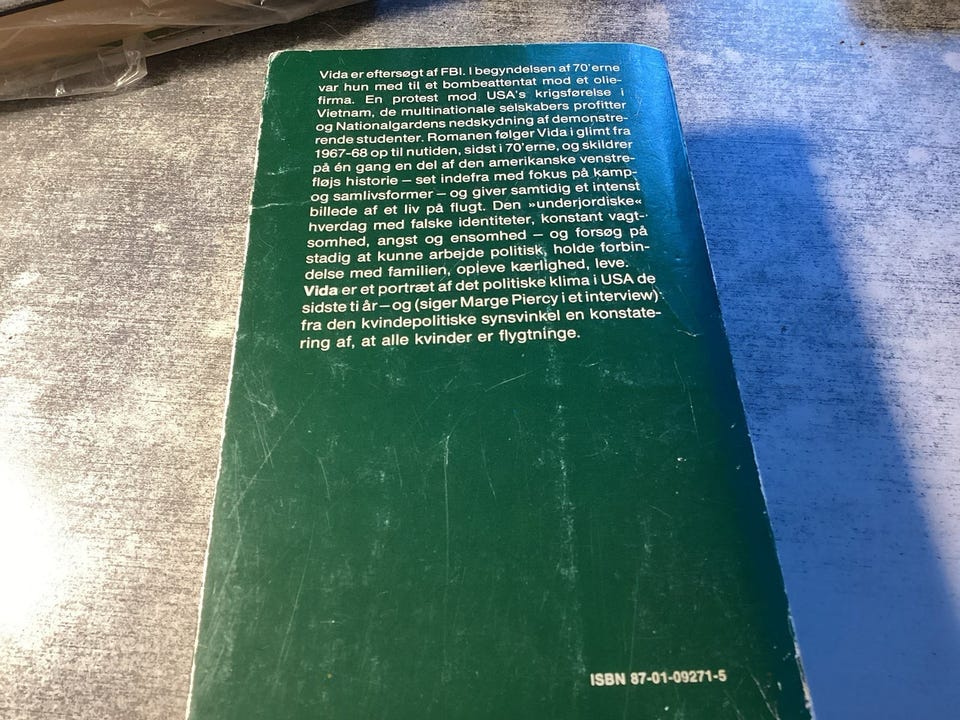 Vida er eftersøgt af FBI. I begyndelsen af 70'erne
var hun med til et bombeattentat mod et olie-
firma. En protest mod USA's krigsførelse i
Vietnam, de multinationale selskabers profitter
og Nationalgardens nedskydning af demonstre-
rende studenter. Romanen følger Vida i glimt fra
1967-68 op til nutiden, sidst i 70'erne, og skildrer
på én gang en del af den amerikanske venstre-
fløjs historie – set indefra med fokus på kamp-
og samlivsformer – og giver samtidig et intenst
billede af et liv på flugt. Den »underjordiske«
hverdag med falske identiteter, konstant vagt-
somhed, angst og ensomhed – og forsøg på
stadig at kunne arbejde politisk, holde forbin-
delse med familien, opleve kærlighed, leve.
Vida er et portræt af det politiske klima i USA de
sidste ti år – og (siger Marge Piercy i et interview)
fra den kvindepolitiske synsvinkel en konstate-
ring af, at alle kvinder er flygtninge.
ISBN 87-01-09271-5